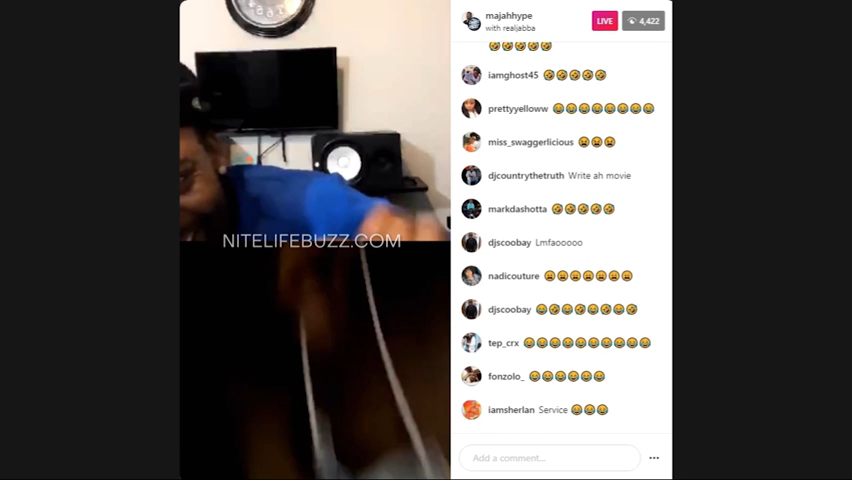 majahhype
with realjabba
LIVE
4,422
🤣🤣🤣🤣🤣
iamghost45 🤣🤣🤣🤣🤣
prettyyelloww 😂😂😂😂😂😂😂😂
miss_swaggerlicious 😩😩😩
djcountrythetruth Write ah movie
markdashotta 🤣🤣🤣🤣🤣
djscoobay Lmfaooooo
nadicouture 😩😩😩😩😩😩😩
djscoobay 😂🤣😂🤣😂🤣😂🤣
tep_crx 😂😂😂😂😂😂😂😂😂😂
fonzolo_ 😂😂😂😂😂😂
iamsherlan Service 😂😂😂
Add a comment...
NITELIFEBUZZ.COM